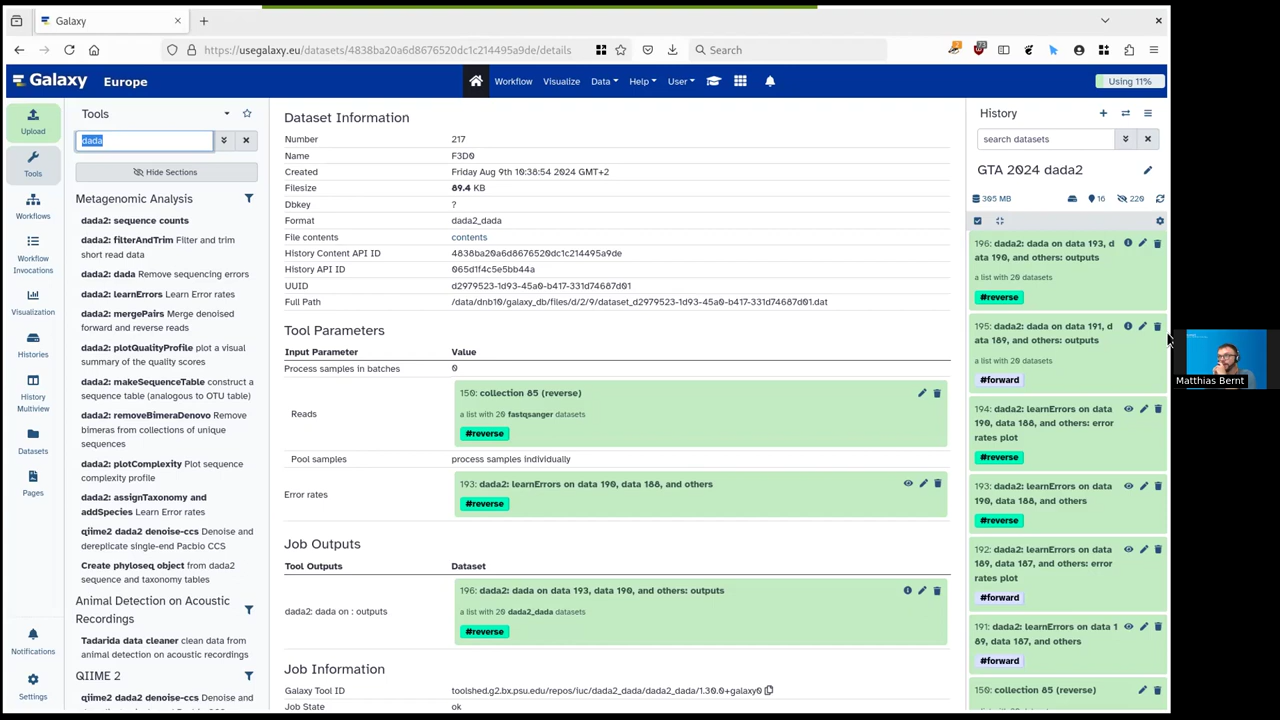 Galaxy
https://usegalaxy.eu/datasets/4838ba20a6d8676520dc1c214495a9de/details
Search
Galaxy Europe
Workflow Visualize Data Help User
Using 11%
Upload
Tools
Workflows
Workflow
Invocations
Visualization
Histories
History
Multiview
Datasets
Pages
Notifications
Settings
Tools
dada
Hide Sections
Metagenomic Analysis
dada2: sequence counts
dada2: filterAndTrim Filter and trim
short read data
dada2: dada Remove sequencing errors
dada2: learnErrors Learn Error rates
dada2: mergePairs Merge denoised
forward and reverse reads
dada2: plotQualityProfile plot a visual
summary of the quality scores
dada2: makeSequenceTable construct a
sequence table (analogous to OTU table)
dada2: removeBimeraDenovo Remove
bimeras from collections of unique
sequences
dada2: plotComplexity Plot sequence
complexity profile
dada2: assignTaxonomy and
addSpecies Learn Error rates
qiime2 dada2 denoise-ccs Denoise and
dereplicate single-end Pacbio CCS
Create phyloseq object from dada2
sequence and taxonomy tables
Animal Detection on Acoustic
Recordings
Tadarida data cleaner clean data from
animal detection on acoustic recordings
QIIME 2
qiime2 dada2 denoise-ccs Denoise and
Dataset Information
Number 217
Name F3D0
Created Friday Aug 9th 10:38:54 2024 GMT+2
Filesize 89.4 KB
Dbkey ?
Format dada2_dada
File contents contents
History Content API ID 4838ba20a6d8676520dc1c214495a9de
History API ID 065d1f4c5e5bb44a
UUID d2979523-1d93-45a0-b417-331d74687d01
Full Path /data/dnb10/galaxy_db/files/d/2/9/dataset_d2979523-1d93-45a0-b417-331d74687d01.dat
Tool Parameters
Input Parameter Value
Process samples in batches 0
Reads
150: collection 85 (reverse)
a list with 20 fastqsanger datasets
#reverse
Pool samples process samples individually
Error rates
193: dada2: learnErrors on data 190, data 188, and others
#reverse
Job Outputs
Tool Outputs Dataset
dada2: dada on : outputs
196: dada2: dada on data 193, data 190, and others: outputs
a list with 20 dada2_dada datasets
#reverse
Job Information
Galaxy Tool ID toolshed.g2.bx.psu.edu/repos/iuc/dada2_dada/dada2_dada/1.30.0+galaxy0
Job State ok
History
search datasets
GTA 2024 dada2
305 MB 16 220
196: dada2: dada on data 193, d
ata 190, and others: outputs
a list with 20 datasets
#reverse
195: dada2: dada on data 191, d
ata 189, and others: outputs
a list with 20 datasets
#forward
194: dada2: learnErrors on data
190, data 188, and others: error
rates plot
#reverse
193: dada2: learnErrors on data
190, data 188, and others
#reverse
192: dada2: learnErrors on data
189, data 187, and others: error
rates plot
#forward
191: dada2: learnErrors on data 1
89, data 187, and others
#forward
150: collection 85 (reverse)
Matthias Bernt